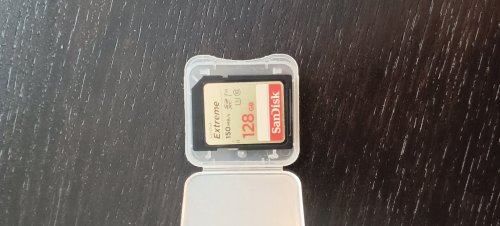 SanDisk
Extreme
150 MB/s
128 GB